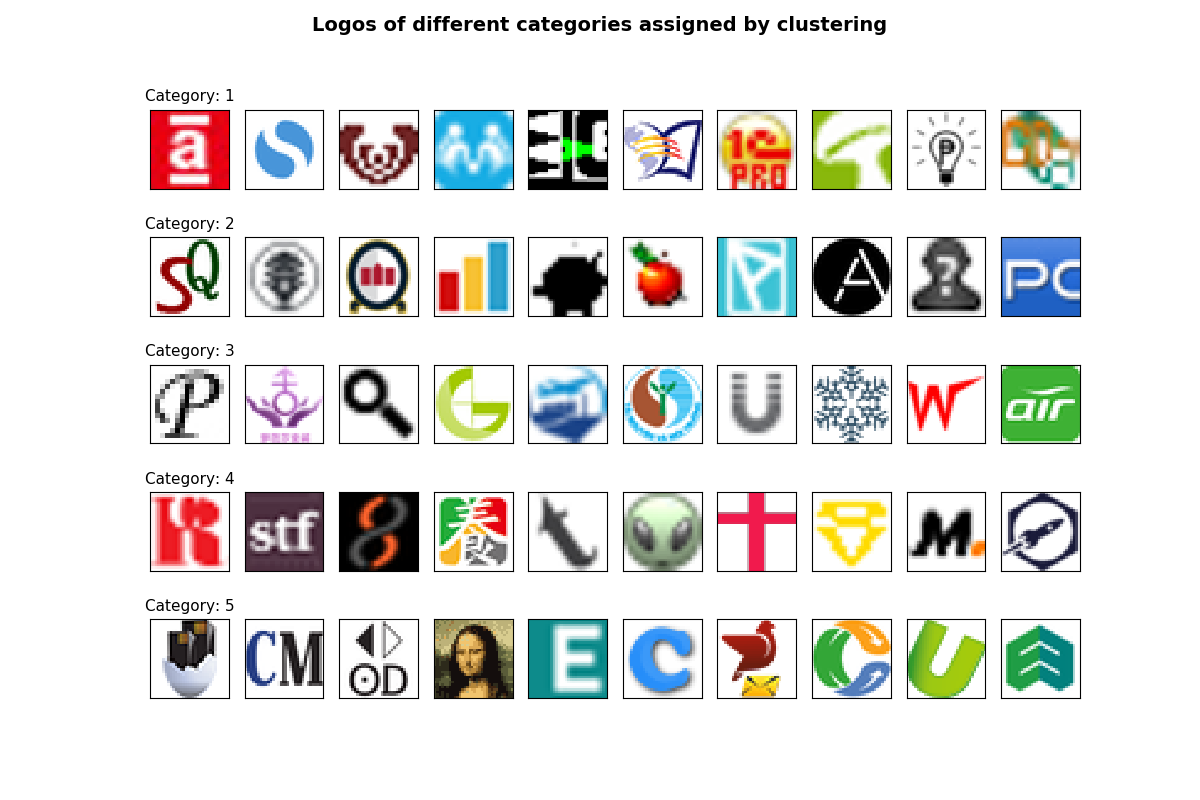 Logos of different categories assigned by clustering
Category: 1
a
1C
PRO
P
Category: 2
SQ
A
?
PC
Category: 3
P
G
U
W
air
Category: 4
R
stf
8
t
M.
Category: 5
CM
OD
E
C
U